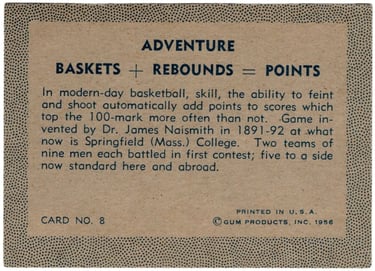 ADVENTURE
BASKETS + REBOUNDS = POINTS
In modern-day basketball, skill, the ability to feint
and shoot automatically add points to scores which
top the 100-mark more often than not. Game in-
vented by Dr. James Naismith in 1891-92 at what
now is Springfield (Mass.) College. Two teams of
nine men each battled in first contest; five to a side
now standard here and abroad.
CARD NO. 8
PRINTED IN U.S.A.
©GUM PRODUCTS, INC. 1956